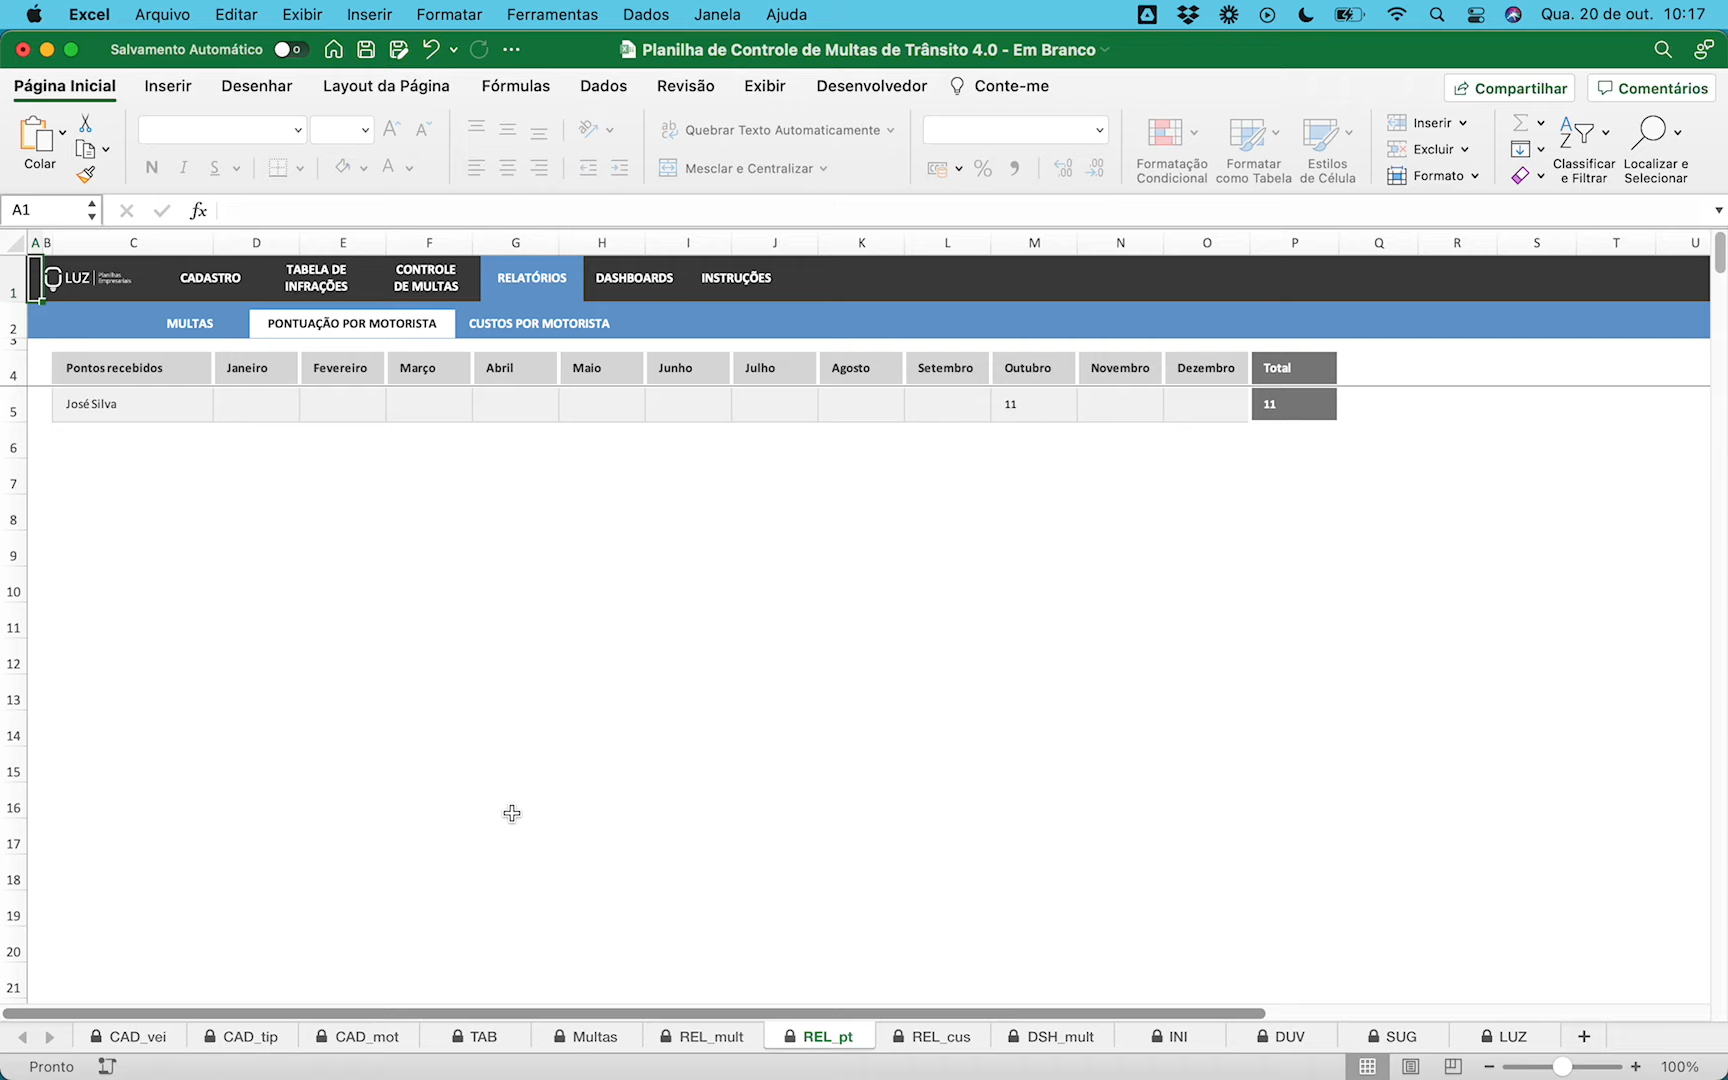 Excel Arquivo Editar Exibir Inserir Formatar Ferramentas Dados Janela Ajuda Qua. 20 de out. 10:17
Salvamento Automático Planilha de Controle de Multas de Trânsito 4.0 - Em Branco
Página Inicial Inserir Desenhar Layout da Página Fórmulas Dados Revisão Exibir Desenvolvedor Conte-me Compartilhar Comentários
Colar
N I S A
Quebrar Texto Automaticamente
Mesclar e Centralizar
Formatação Condicional
Formatar como Tabela
Estilos de Célula
Inserir
Excluir
Formato
Classificar e Filtrar
Localizar e Selecionar
A1 fx
A B C D E F G H I J K L M N O P Q R S T U
1 LUZ Planilhas Empresariais CADASTRO TABELA DE INFRAÇÕES CONTROLE DE MULTAS RELATÓRIOS DASHBOARDS INSTRUÇÕES
2 MULTAS PONTUAÇÃO POR MOTORISTA CUSTOS POR MOTORISTA
3
4 Pontos recebidos Janeiro Fevereiro Março Abril Maio Junho Julho Agosto Setembro Outubro Novembro Dezembro Total
5 José Silva 11 11
6
7
8
9
10
11
12
13
14
15
16
17
18
19
20
21
CAD_vei CAD_tip CAD_mot TAB Multas REL_mult REL_pt REL_cus DSH_mult INI DUV SUG LUZ
Pronto 100%